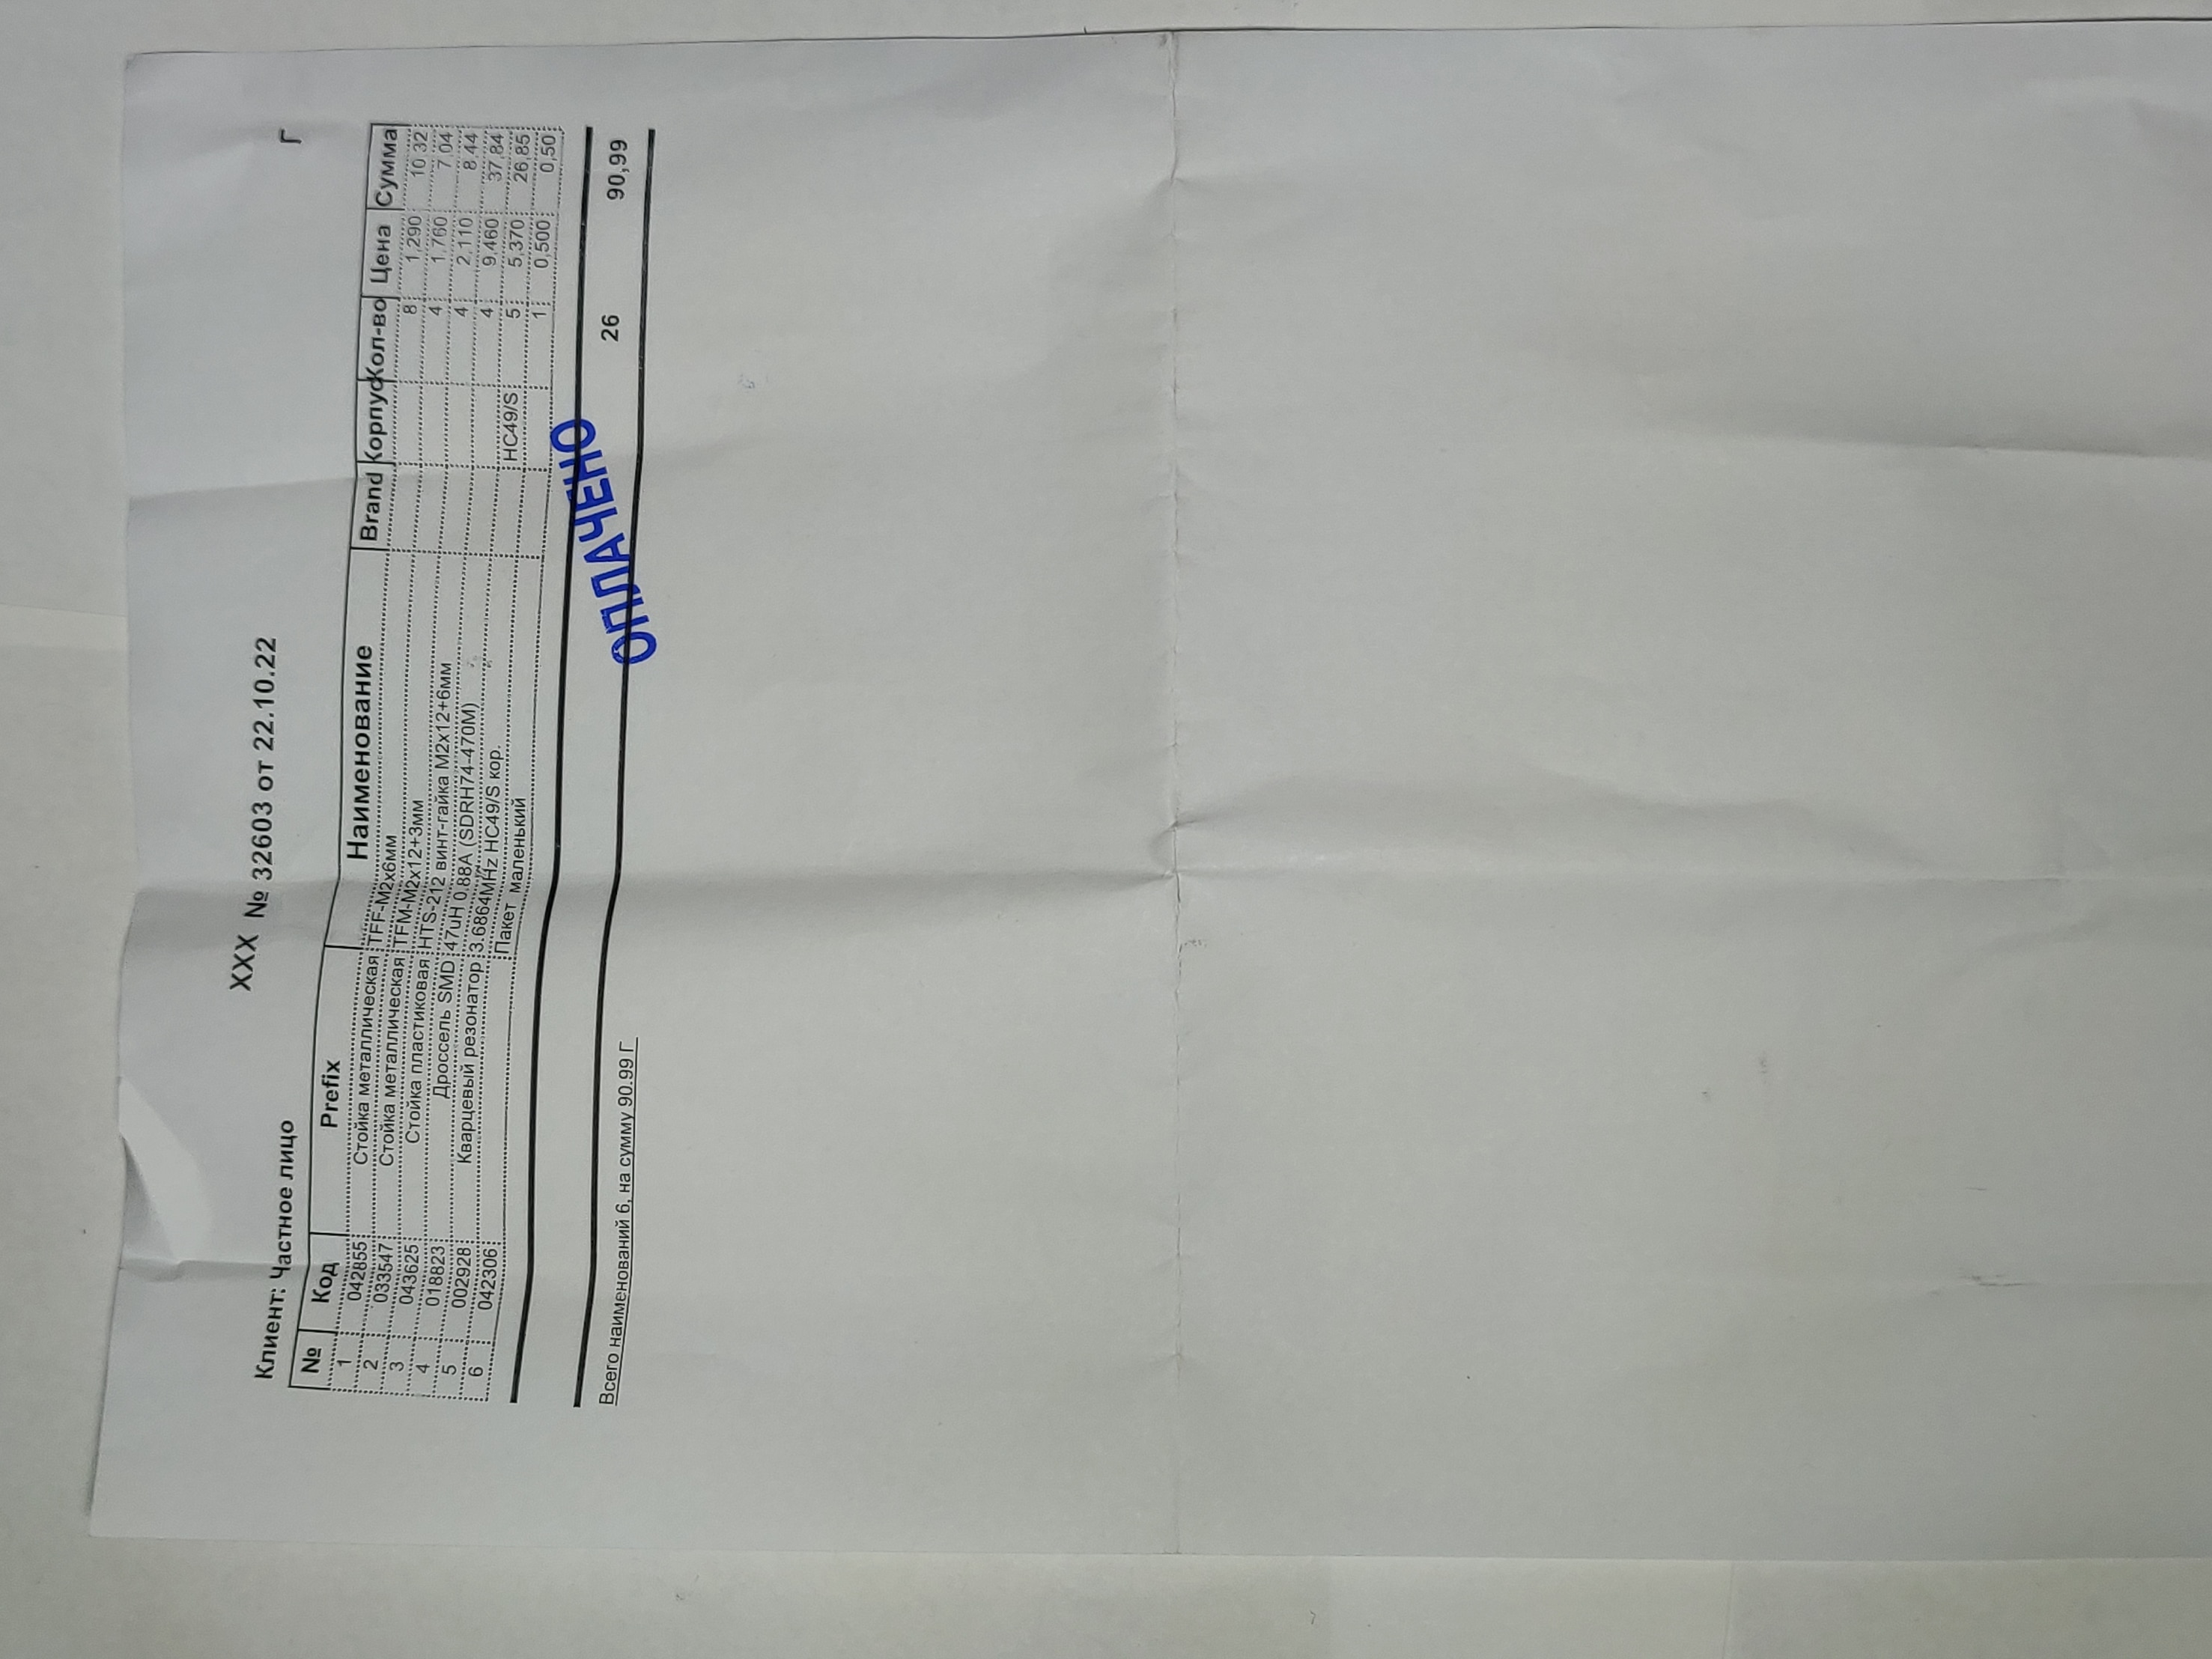 XXX № 32603 от 22.10.22
Клиент: Частное лицо
Г
№ Код Prefix Наименование Brand Корпус Кол-во Цена Сумма
1 042855 Стойка металлическая TFF-M2x6мм 8 1,290 10,32
2 033547 Стойка металлическая TFM-M2x12+3мм 4 1,760 7,04
3 043625 Стойка пластиковая HTS-212 винт-гайка M2x12+6мм 4 2,110 8,44
4 018823 Дроссель SMD 47uH 0.88A (SDRH74-470M) 4 9,460 37,84
5 002928 Кварцевый резонатор 3.6864MHz HC49/S кор. HC49/S 5 5,370 26,85
6 042306 Пакет маленький 1 0,500 0,50
ОПЛАЧЕНО
26 90,99
Всего наименований 6, на сумму 90.99 Г